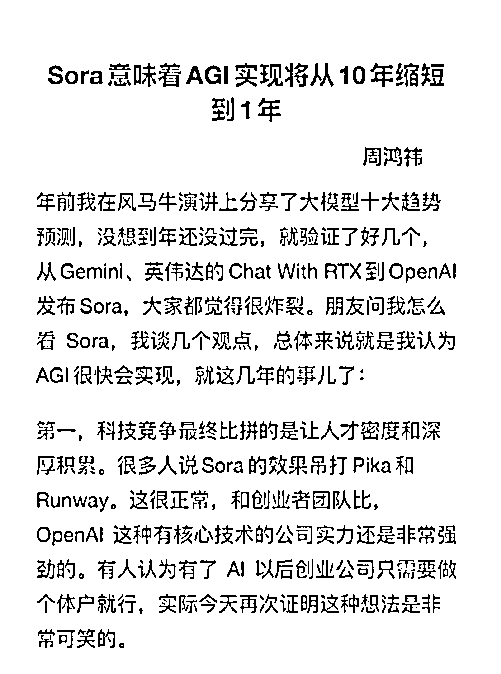 Sora意味着AGI实现将从10年缩短
到1年
周鸿祎
年前我在风马牛演讲上分享了大模型十大趋势
预测，没想到年还没过完，就验证了好几个，
从Gemini、英伟达的Chat With RTX到OpenAI
发布Sora，大家都觉得很炸裂。朋友问我怎么
看 Sora，我谈几个观点，总体来说就是我认为
AGI很快会实现，就这几年的事儿了：
第一，科技竞争最终比拼的是让人才密度和深
厚积累。很多人说Sora的效果吊打Pika和
Runway。这很正常，和创业者团队比，
OpenAI 这种有核心技术的公司实力还是非常强
劲的。有人认为有了 AI 以后创业公司只需要做
个体户就行，实际今天再次证明这种想法是非
常可笑的。